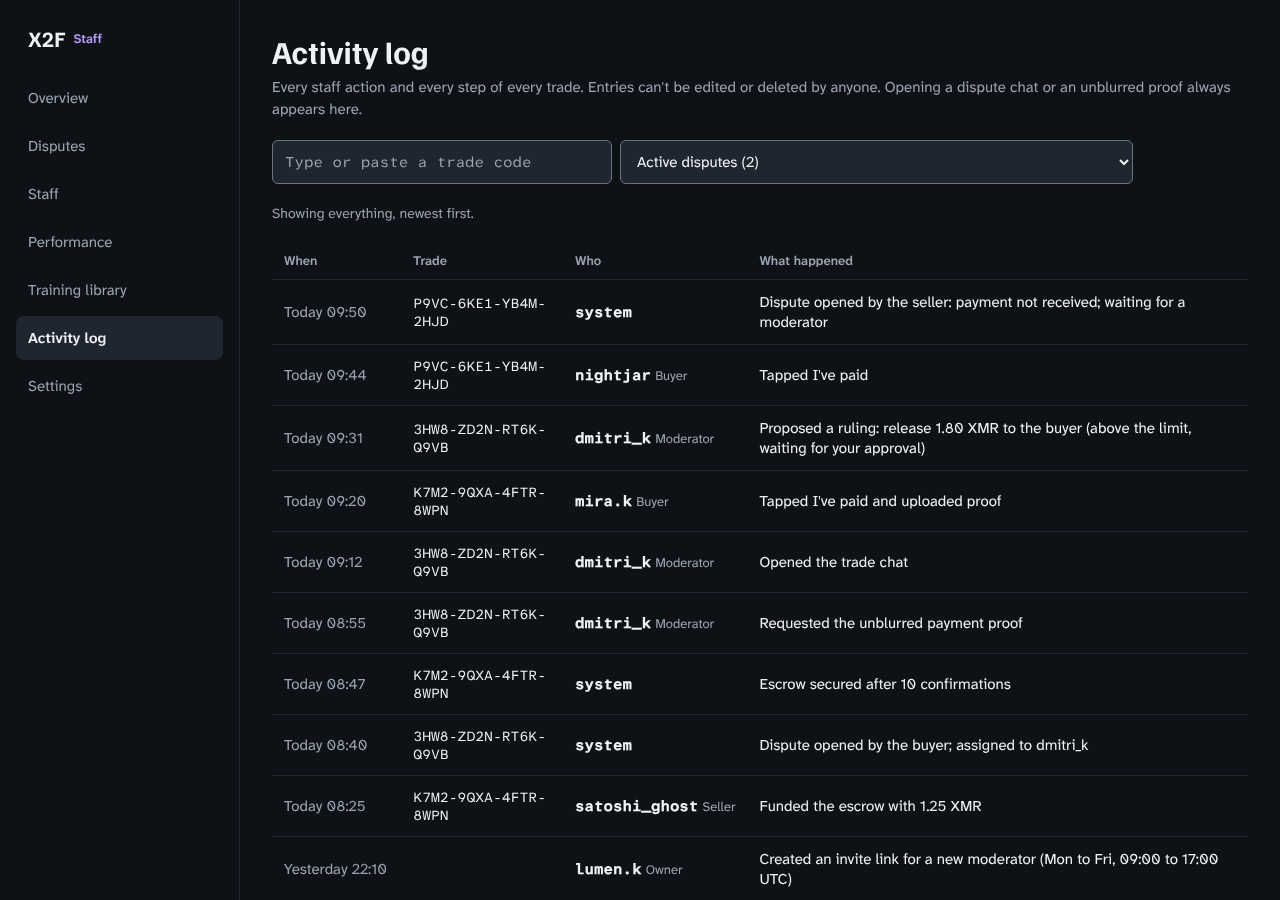 X2F Staff
Overview
Disputes
Staff
Performance
Training library
Activity log
Settings
Activity log
Every staff action and every step of every trade. Entries can't be edited or deleted by anyone. Opening a dispute chat or an unblurred proof always
appears here.
Type or paste a trade code
Active disputes (2)
Showing everything, newest first.
When Trade Who What happened
Today 09:50 P9VC-6KE1-YB4M-2HJD system Dispute opened by the seller: payment not received; waiting for a
moderator
Today 09:44 P9VC-6KE1-YB4M-2HJD nightjar Buyer Tapped I've paid
Today 09:31 3HW8-ZD2N-RT6K-Q9VB dmitri_k Moderator Proposed a ruling: release 1.80 XMR to the buyer (above the limit,
waiting for your approval)
Today 09:20 K7M2-9QXA-4FTR-8WPN mira.k Buyer Tapped I've paid and uploaded proof
Today 09:12 3HW8-ZD2N-RT6K-Q9VB dmitri_k Moderator Opened the trade chat
Today 08:55 3HW8-ZD2N-RT6K-Q9VB dmitri_k Moderator Requested the unblurred payment proof
Today 08:47 K7M2-9QXA-4FTR-8WPN system Escrow secured after 10 confirmations
Today 08:40 3HW8-ZD2N-RT6K-Q9VB system Dispute opened by the buyer; assigned to dmitri_k
Today 08:25 K7M2-9QXA-4FTR-8WPN satoshi_ghost Seller Funded the escrow with 1.25 XMR
Yesterday 22:10 lumen.k Owner Created an invite link for a new moderator (Mon to Fri, 09:00 to 17:00
UTC)